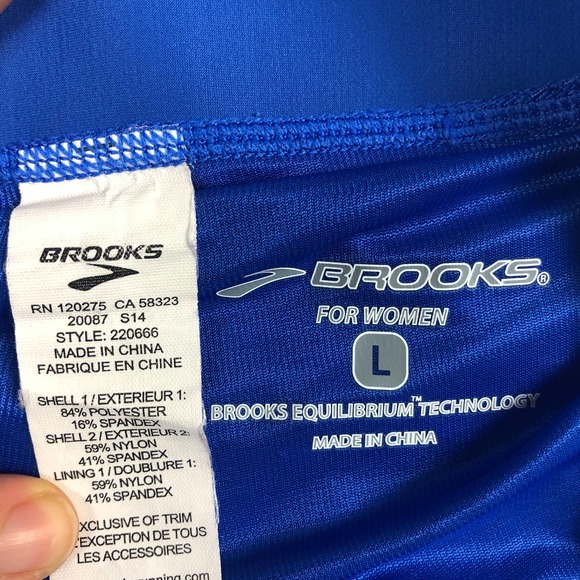 BROOKS
RN 120275 CA 58323
20087 S14
STYLE: 220666
MADE IN CHINA
FABRIQUE EN CHINE
SHELL 1 / EXTERIEUR 1:
84% POLYESTER
16% SPANDEX
SHELL 2 / EXTERIEUR 2:
59% NYLON
41% SPANDEX
LINING 1 / DOUBLURE 1:
59% NYLON
41% SPANDEX
EXCLUSIVE OF TRIM
EXCEPTION DE TOUS
LES ACCESSOIRES
BROOKS®
FOR WOMEN
L
BROOKS EQUILIBRIUM™ TECHNOLOGY
MADE IN CHINA